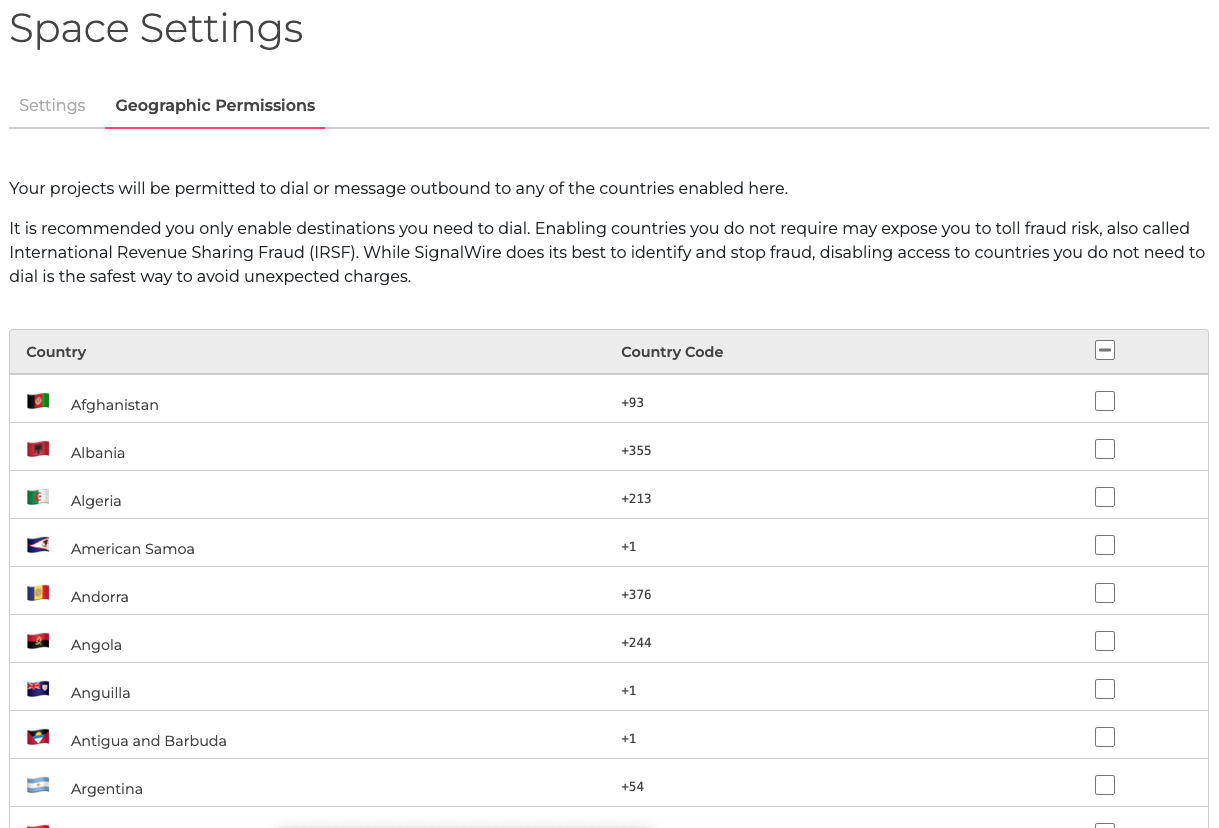 Space Settings
Settings
Geographic Permissions
Your projects will be permitted to dial or message outbound to any of the countries enabled here.
It is recommended you only enable destinations you need to dial. Enabling countries you do not require may expose you to toll fraud risk, also called
International Revenue Sharing Fraud (IRSF). While SignalWire does its best to identify and stop fraud, disabling access to countries you do not need to
dial is the safest way to avoid unexpected charges.
Country Country Code
Afghanistan +93
Albania +355
Algeria +213
American Samoa +1
Andorra +376
Angola +244
Anguilla +1
Antigua and Barbuda +1
Argentina +54